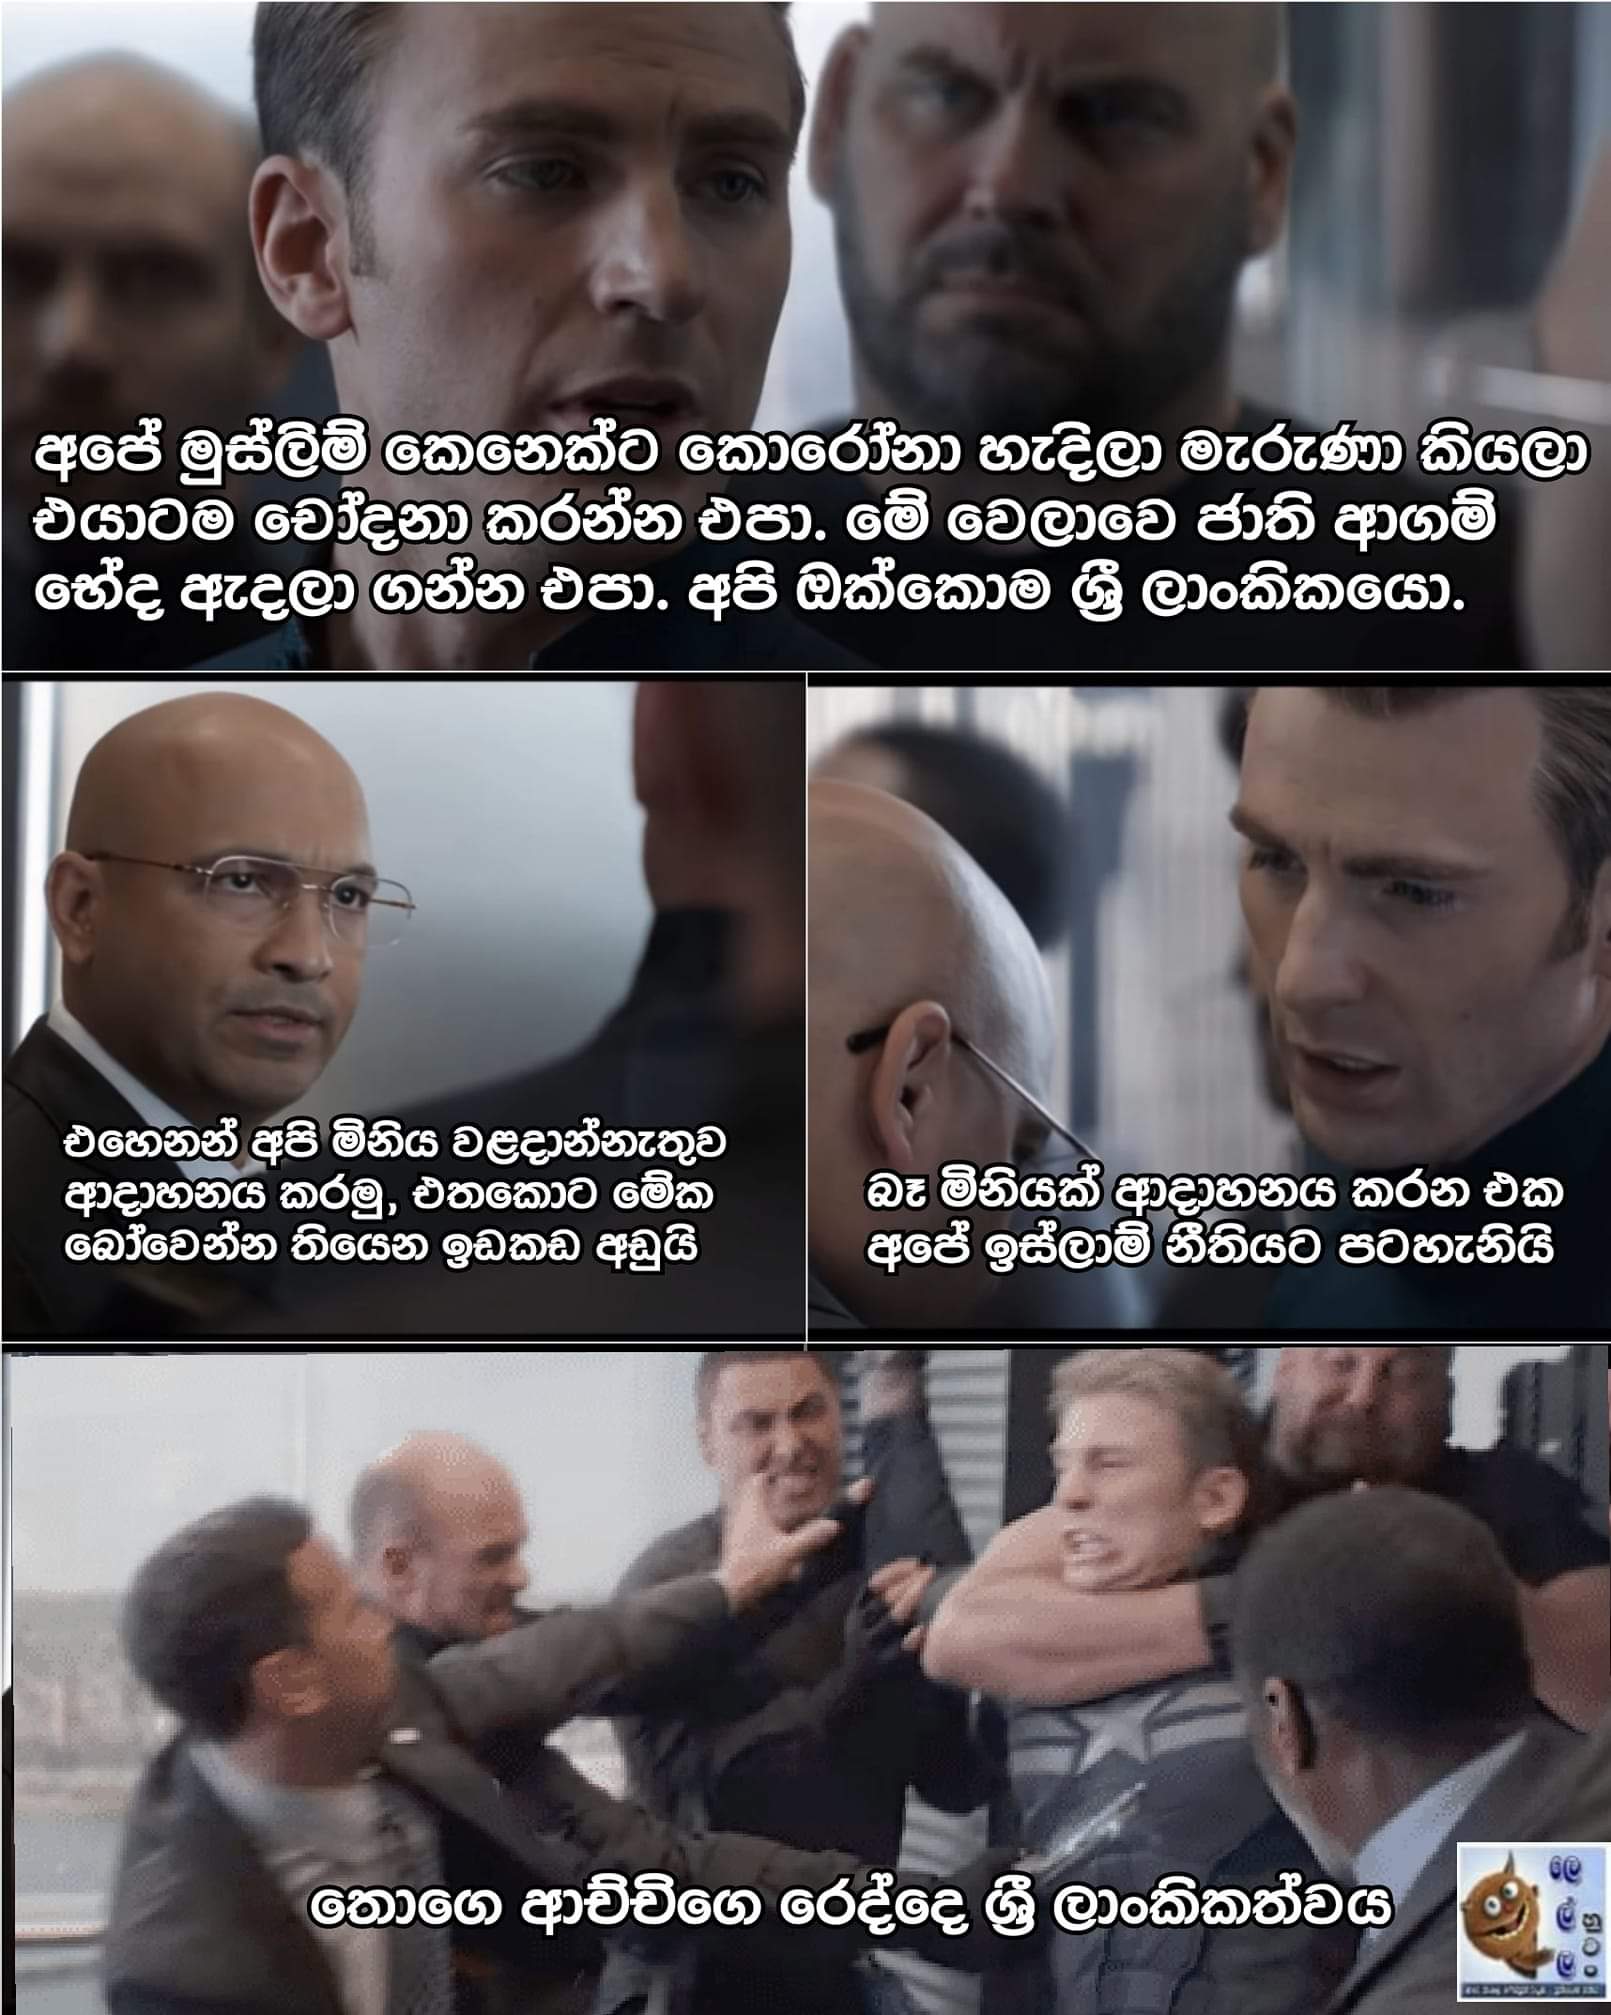 අපේ මුස්ලිම් කෙනෙක්ට කොරෝනා හැදිලා මැරුණා කියලා
එයාටම චෝදනා කරන්න එපා. මේ වෙලාවෙ ජාති ආගම්
භේද ඇදලා ගන්න එපා. අපි ඔක්කොම ශ්‍රී ලාංකිකයො.
එහෙනන් අපි මිනිය වළදාන්නැතුව
ආදාහනය කරමු, එතකොට මේක
බෝවෙන්න තියෙන ඉඩකඩ අඩුයි
බෑ මිනියක් ආදාහනය කරන එක
අපේ ඉස්ලාම් නීතියට පටහැනියි
තොගෙ ආච්චිගෙ රෙද්දෙ ශ්‍රී ලාංකිකත්වය